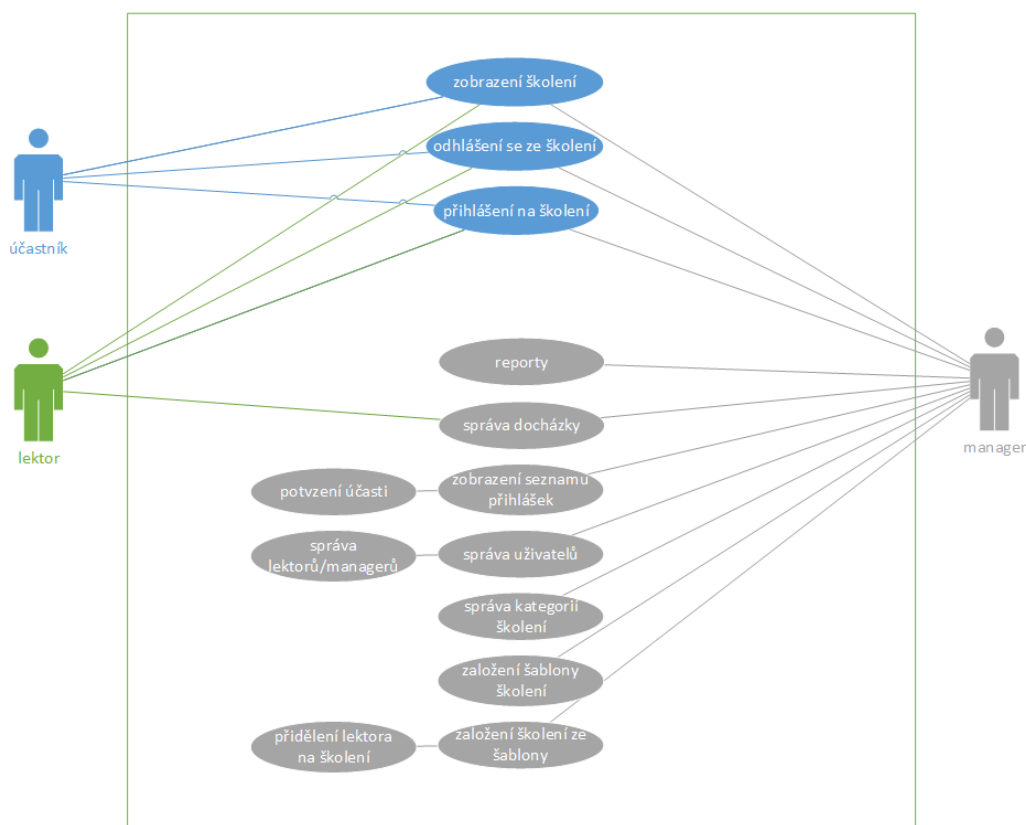 zobrazení školení
odhlášení se ze školení
přihlášení na školení
účastník
reporty
správa docházky
manager
lektor
potvzení účasti
zobrazení seznamu
přihlášek
správa
lektorů/managerů
správa uživatelů
správa kategorií
školení
založení šablony
školení
přidělení lektora
na školení
založení školení ze
šablony